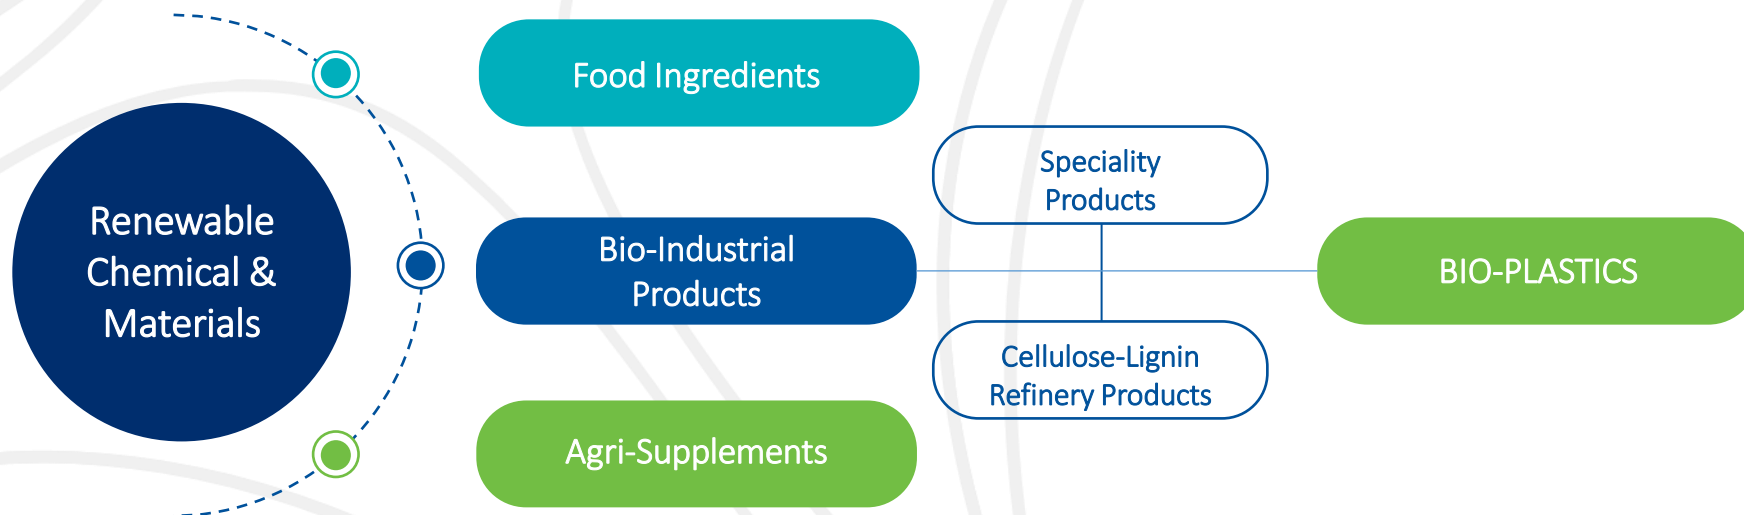 Renewable
Chemical &
Materials
Food Ingredients
Bio-Industrial
Products
Agri-Supplements
Speciality
Products
Cellulose-Lignin
Refinery Products
BIO-PLASTICS